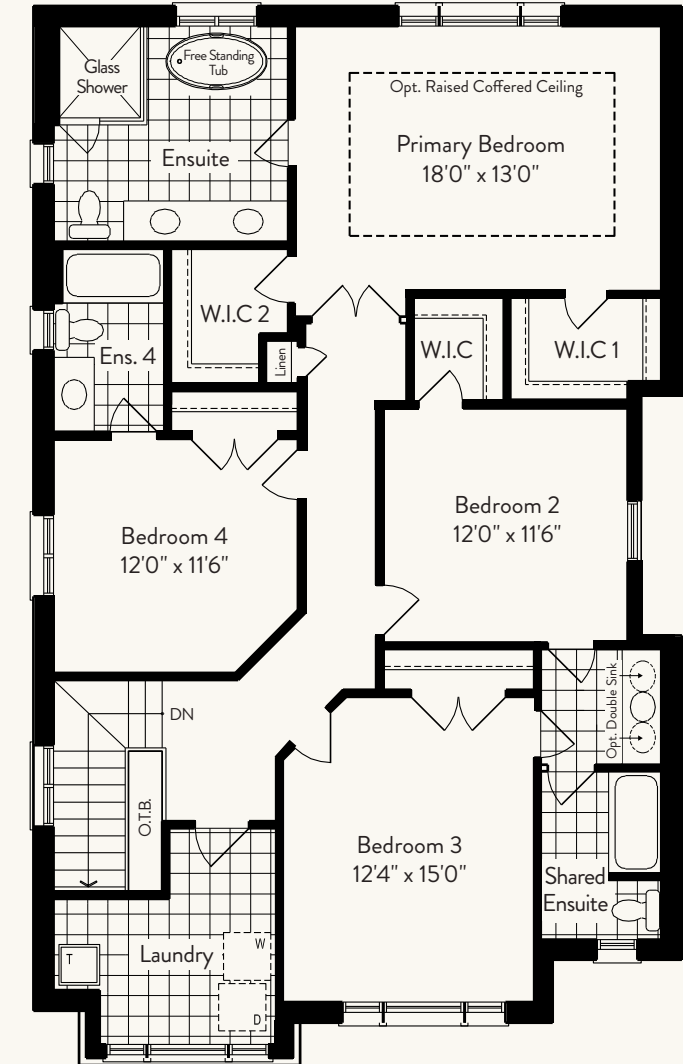 Glass
Shower
Free Standing
Tub
Ensuite
Opt. Raised Coffered Ceiling
Primary Bedroom
18'0" x 13'0"
W.I.C 2
Linen
W.I.C
W.I.C 1
Ens. 4
Bedroom 4
12'0" x 11'6"
Bedroom 2
12'0" x 11'6"
DN
O.T.B.
Opt. Double Sink
Bedroom 3
12'4" x 15'0"
Shared
Ensuite
Laundry
T
W
D